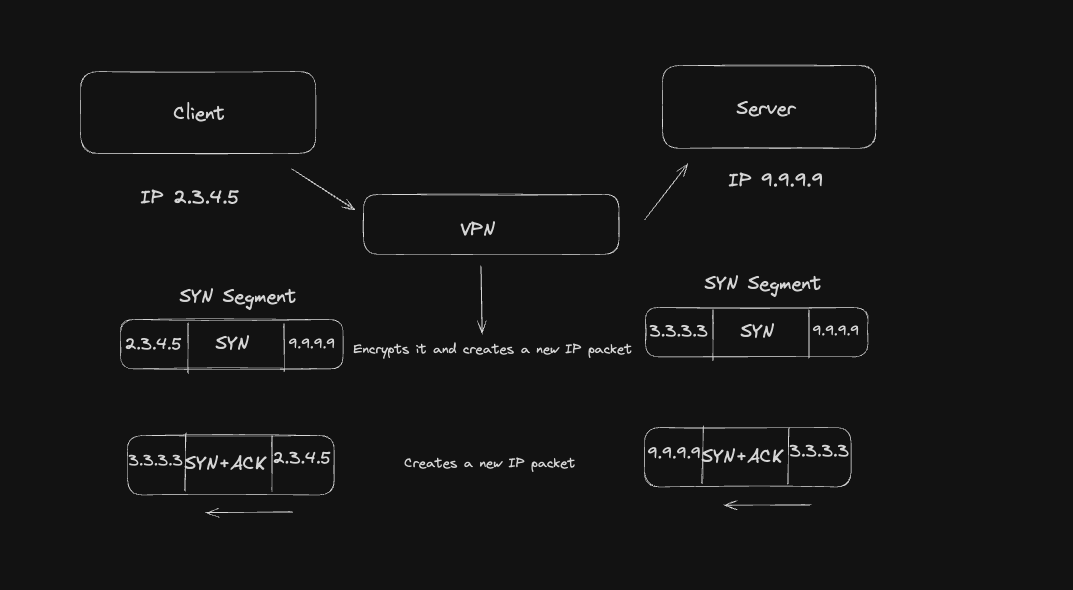 Client
Server
IP 2.3.4.5
IP 9.9.9.9
VPN
SYN Segment
SYN Segment
2.3.4.5 SYN 9.9.9.9
Encrypts it and creates a new IP packet
3.3.3.3 SYN 9.9.9.9
3.3.3.3 SYN+ACK 2.3.4.5
Creates a new IP packet
9.9.9.9 SYN+ACK 3.3.3.3